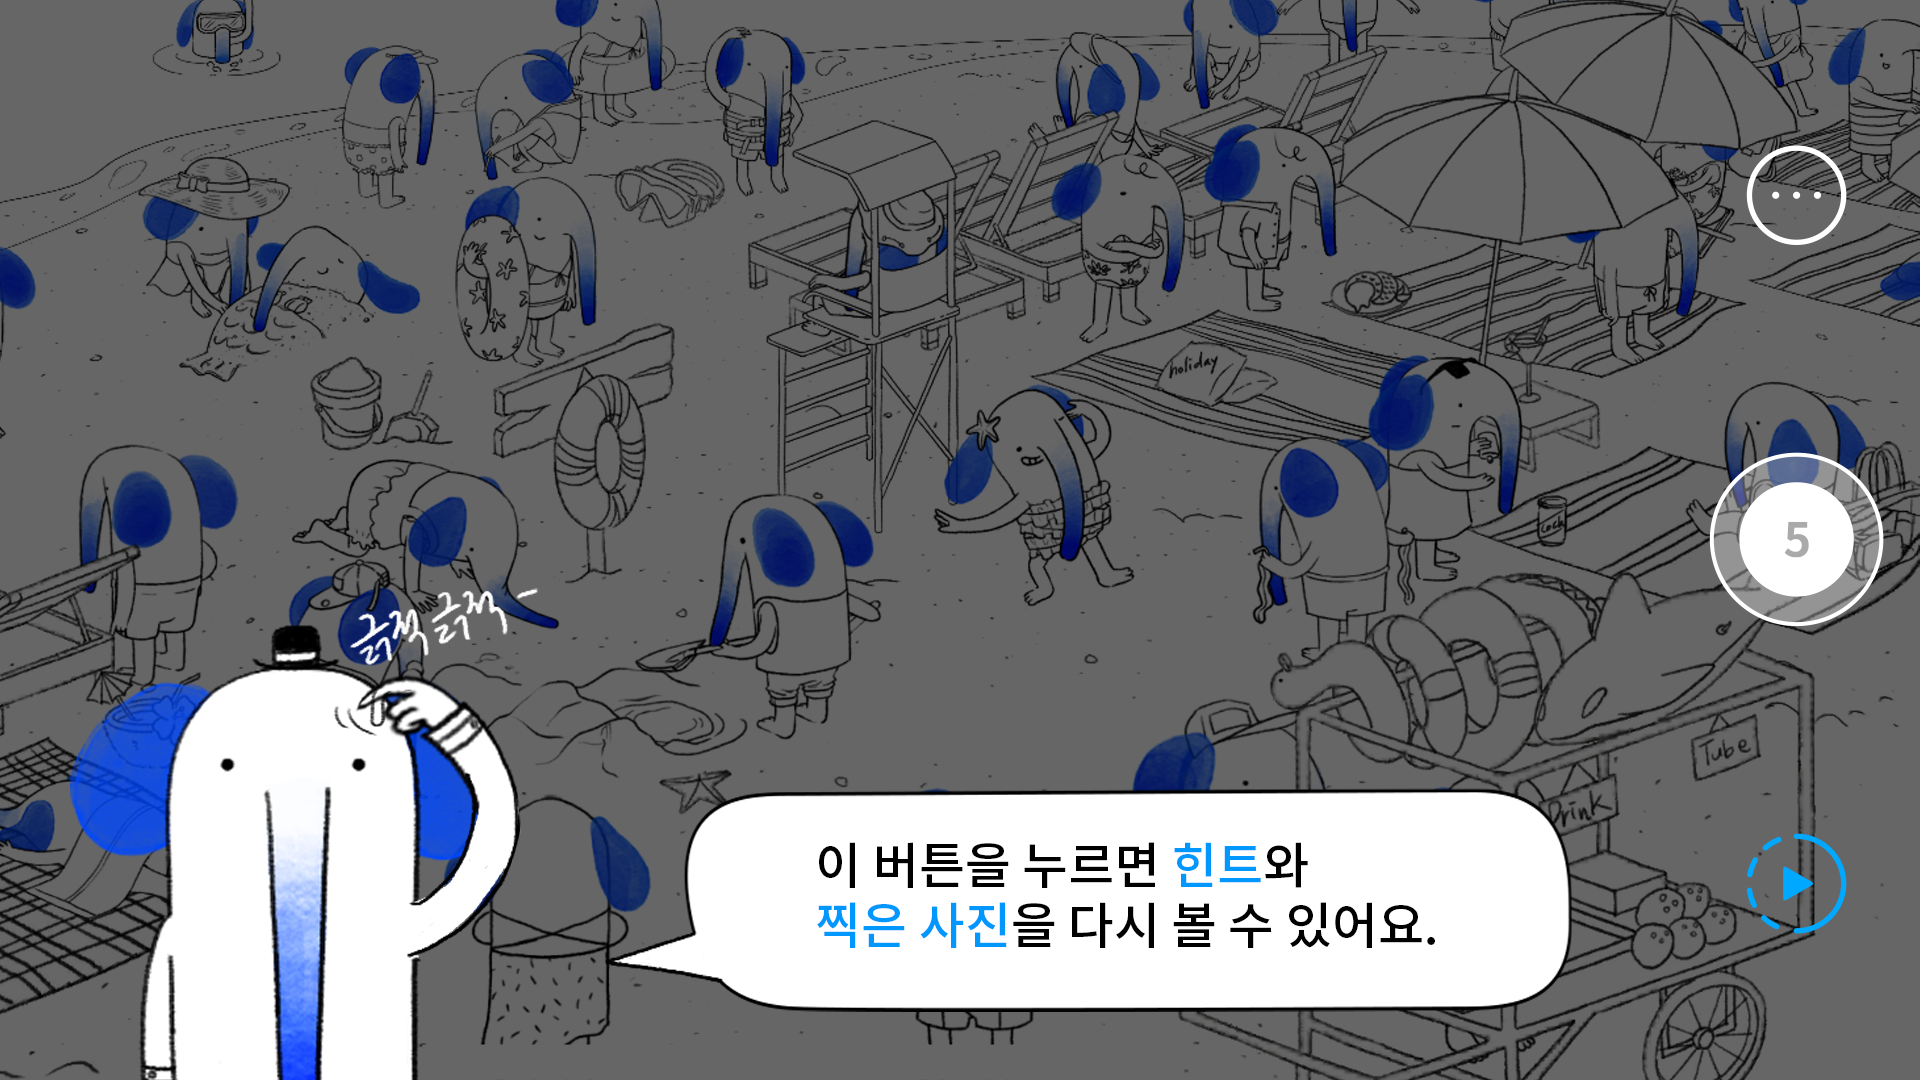 holiday
5
cock
긁적긁적-
Tube
Drink
이 버튼을 누르면 힌트와
찍은 사진을 다시 볼 수 있어요.